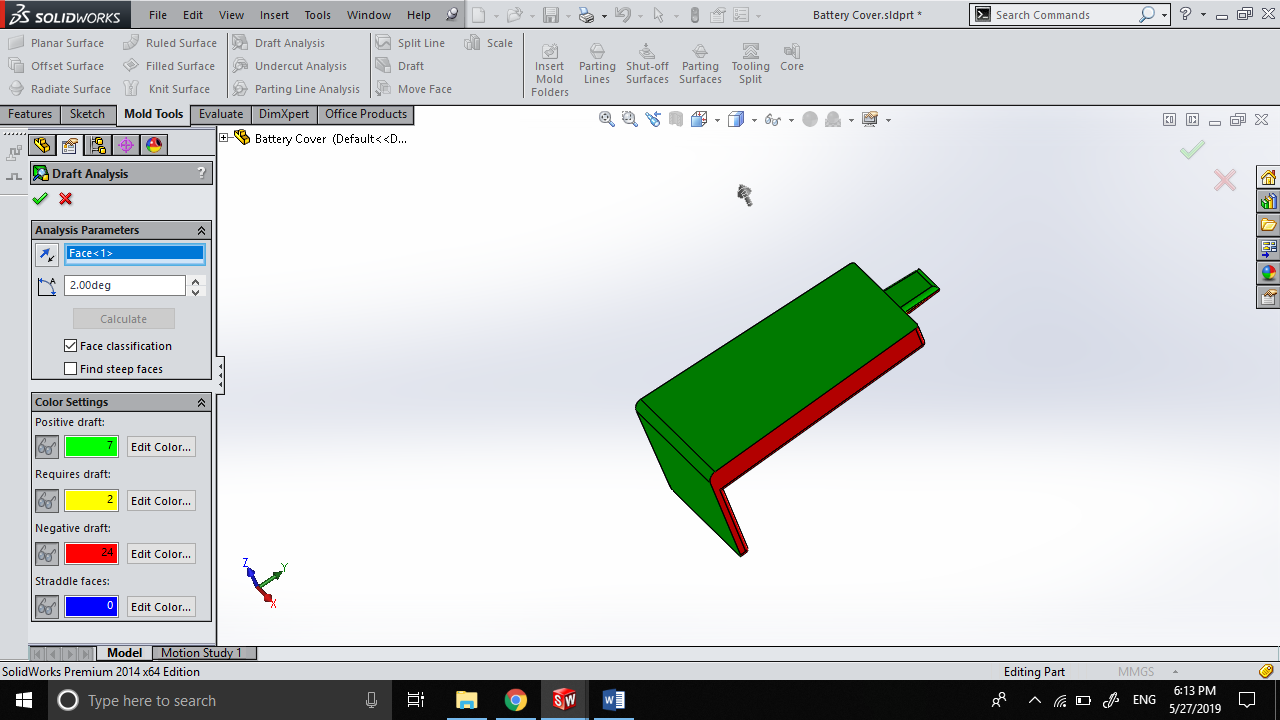 SOLIDWORKS File Edit View Insert Tools Window Help Battery Cover.sldprt * Search Commands ?
Planar Surface Ruled Surface Draft Analysis Split Line Scale
Offset Surface Filled Surface Undercut Analysis Draft
Radiate Surface Knit Surface Parting Line Analysis Move Face
Insert Mold Folders
Parting Lines
Shut-off Surfaces
Parting Surfaces
Tooling Split
Core
Features Sketch Mold Tools Evaluate DimXpert Office Products
Battery Cover (Default<<D...
Draft Analysis ?
Analysis Parameters
Face<1>
2.00deg
Calculate
Face classification
Find steep faces
Color Settings
Positive draft:
7 Edit Color...
Requires draft:
2 Edit Color...
Negative draft:
24 Edit Color...
Straddle faces:
0 Edit Color...
Z
Y
X
Model Motion Study 1
SolidWorks Premium 2014 x64 Edition Editing Part MMGS
Type here to search ENG 6:13 PM
5/27/2019